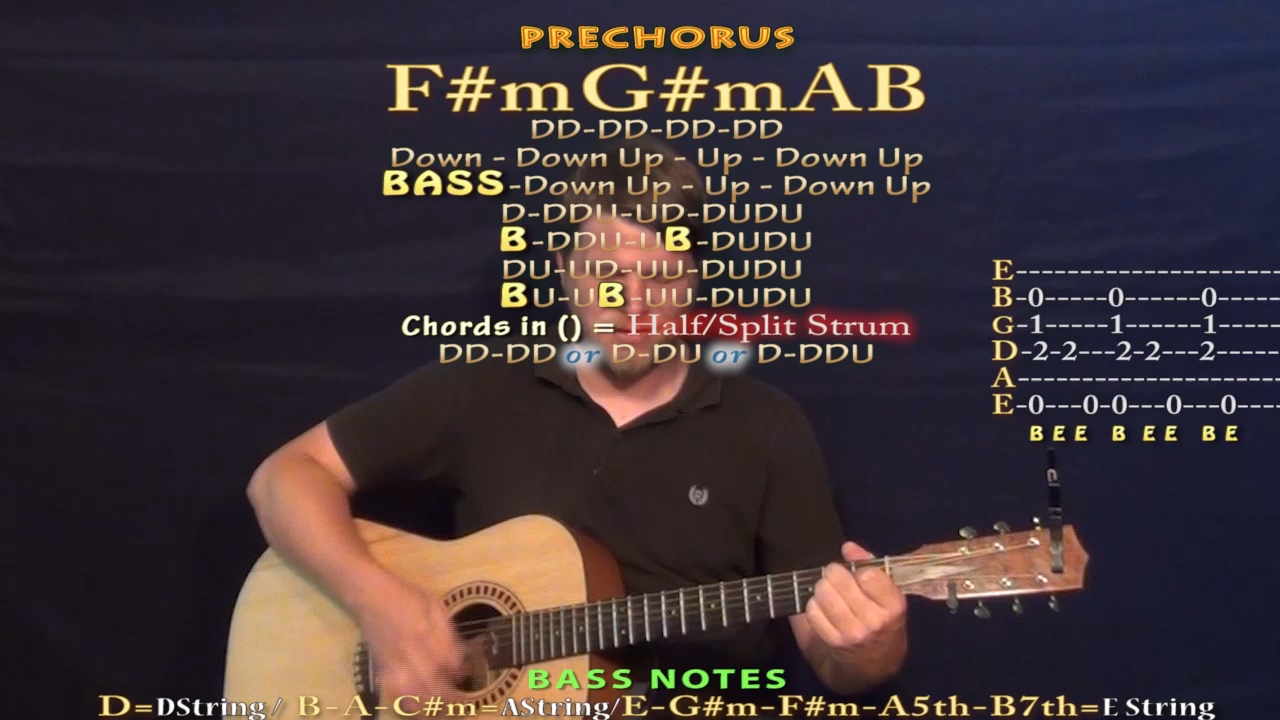 PRECHORUS
F#mG#mAB
DD-DD-DD-DD
Down - Down Up - Up - Down Up
BASS-Down Up - Up - Down Up
D-DDU-UD-DUDU
B-DDU-UB-DUDU
DU-UD-UU-DUDU
BU-UB-UU-DUDU
Chords in () = Half/Split Strum
DD-DD or D-DU or D-DDU
E--------------------
B-0-----0------0-----
G-1-----1------1-----
D-2-2---2-2---2-----
A--------------------
E-0---0-0---0---0----
B E E B E E B E
BASS NOTES
D=DString/ B-A-C#m=AString/E-G#m-F#m-A5th-B7th=E String